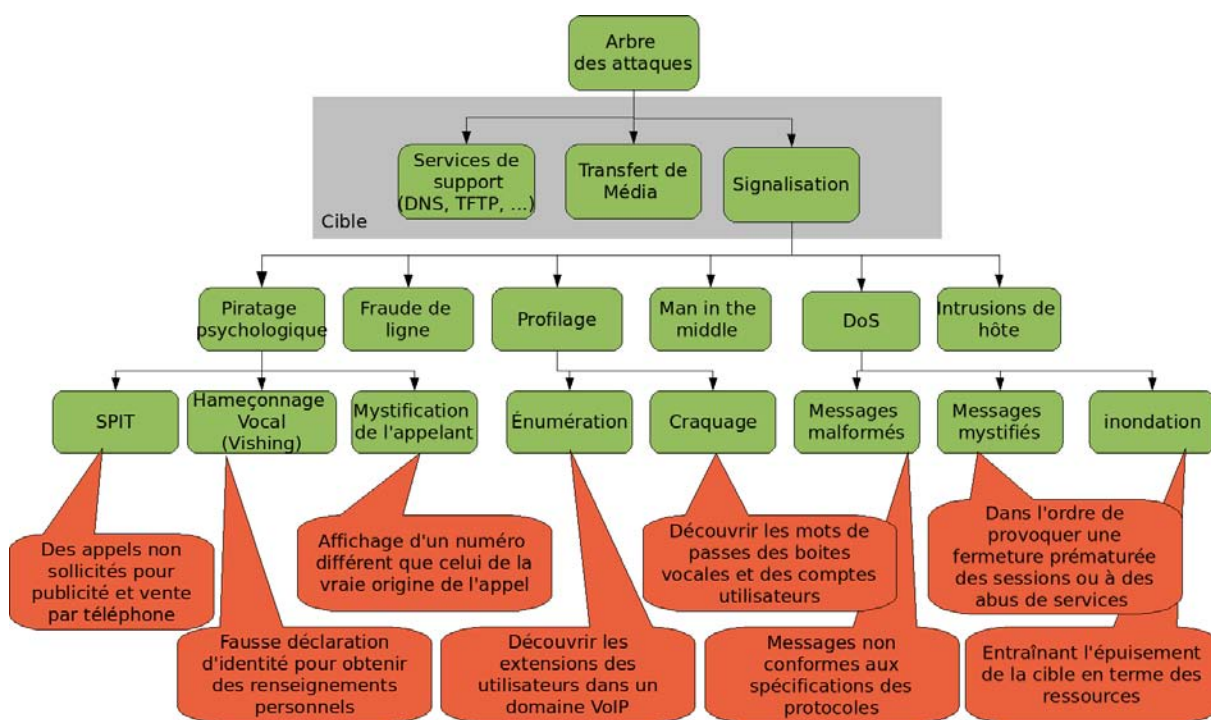 Arbre
des attaques
Services de
support
(DNS, TFTP, ...)
Transfert de
Média
Signalisation
Cible
Piratage
psychologique
Fraude de
ligne
Profilage
Man in the
middle
DoS
Intrusions de
hôte
SPIT
Hameçonnage
Vocal
(Vishing)
Mystification
de l'appelant
Énumération
Craquage
Messages
malformés
Messages
mystifiés
inondation
Des appels non
sollicités pour
publicité et vente
par téléphone
Affichage d'un numéro
différent que celui de la
vraie origine de l'appel
Découvrir les mots de
passes des boites
vocales et des comptes
utilisateurs
Dans l'ordre de
provoquer une
fermeture prématurée
des sessions ou à des
abus de services
Fausse déclaration
d'identité pour obtenir
des renseignements
personnels
Découvrir les
extensions des
utilisateurs dans un
domaine VoIP
Messages non
conformes aux
spécifications des
protocoles
Entraînant l'épuisement
de la cible en terme des
ressources